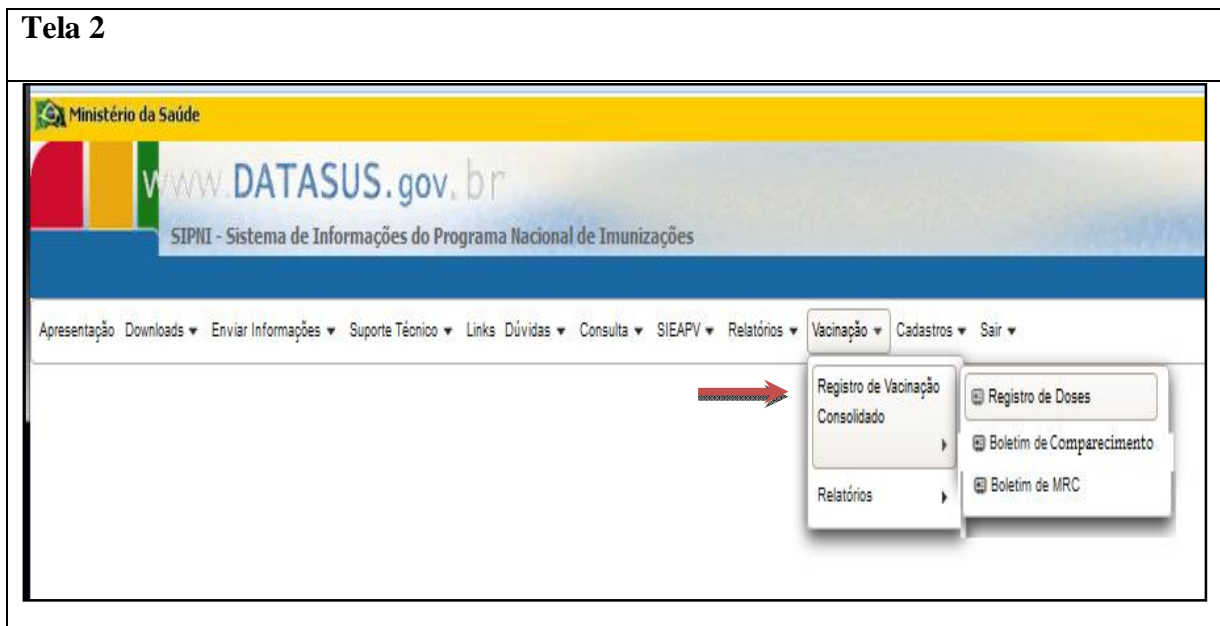 Tela 2
Ministério da Saúde
www.DATASUS.gov.br
SIPNI - Sistema de Informações do Programa Nacional de Imunizações
Apresentação Downloads Enviar Informações Suporte Técnico Links Dúvidas Consulta SIEAPV Relatórios Vacinação Cadastros Sair
Registro de Vacinação
Consolidado
Relatórios
Registro de Doses
Boletim de Comparecimento
Boletim de MRC